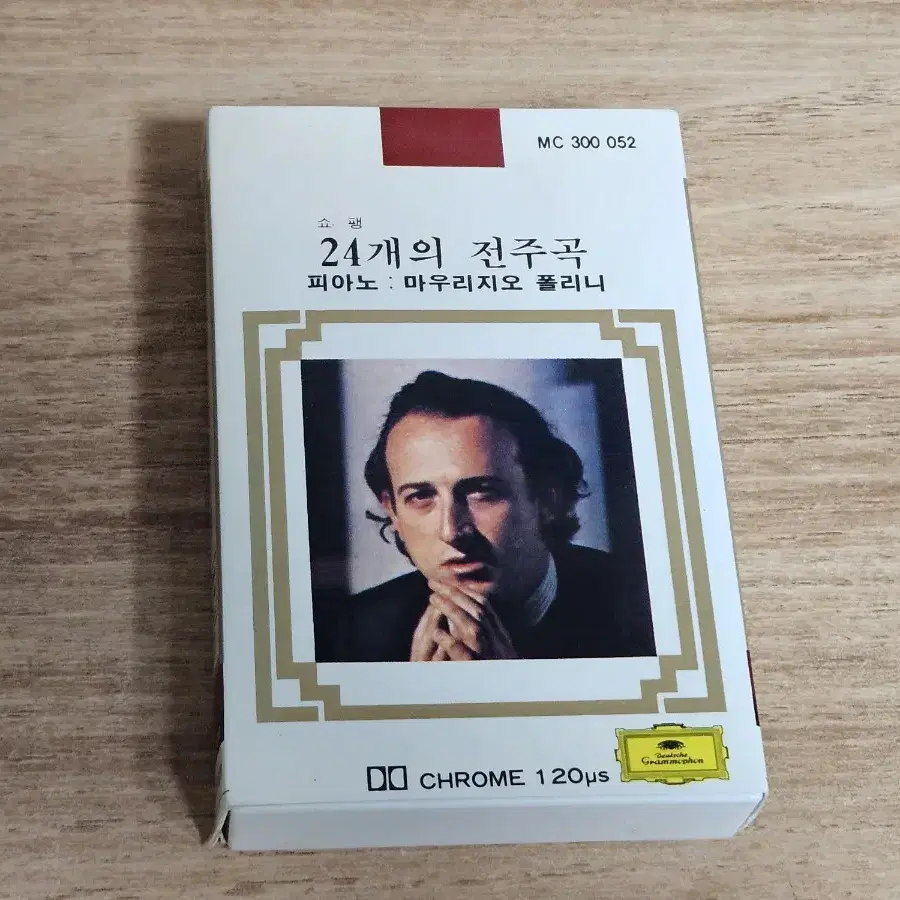 MC 300 052
쇼 팽
24개의 전주곡
피아노 : 마우리지오 폴리니
Deutsche
Grammophon
CHROME 120µs